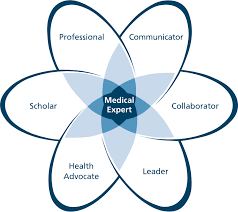 Professional
Communicator
Scholar
Medical
Expert
Collaborator
Health
Advocate
Leader